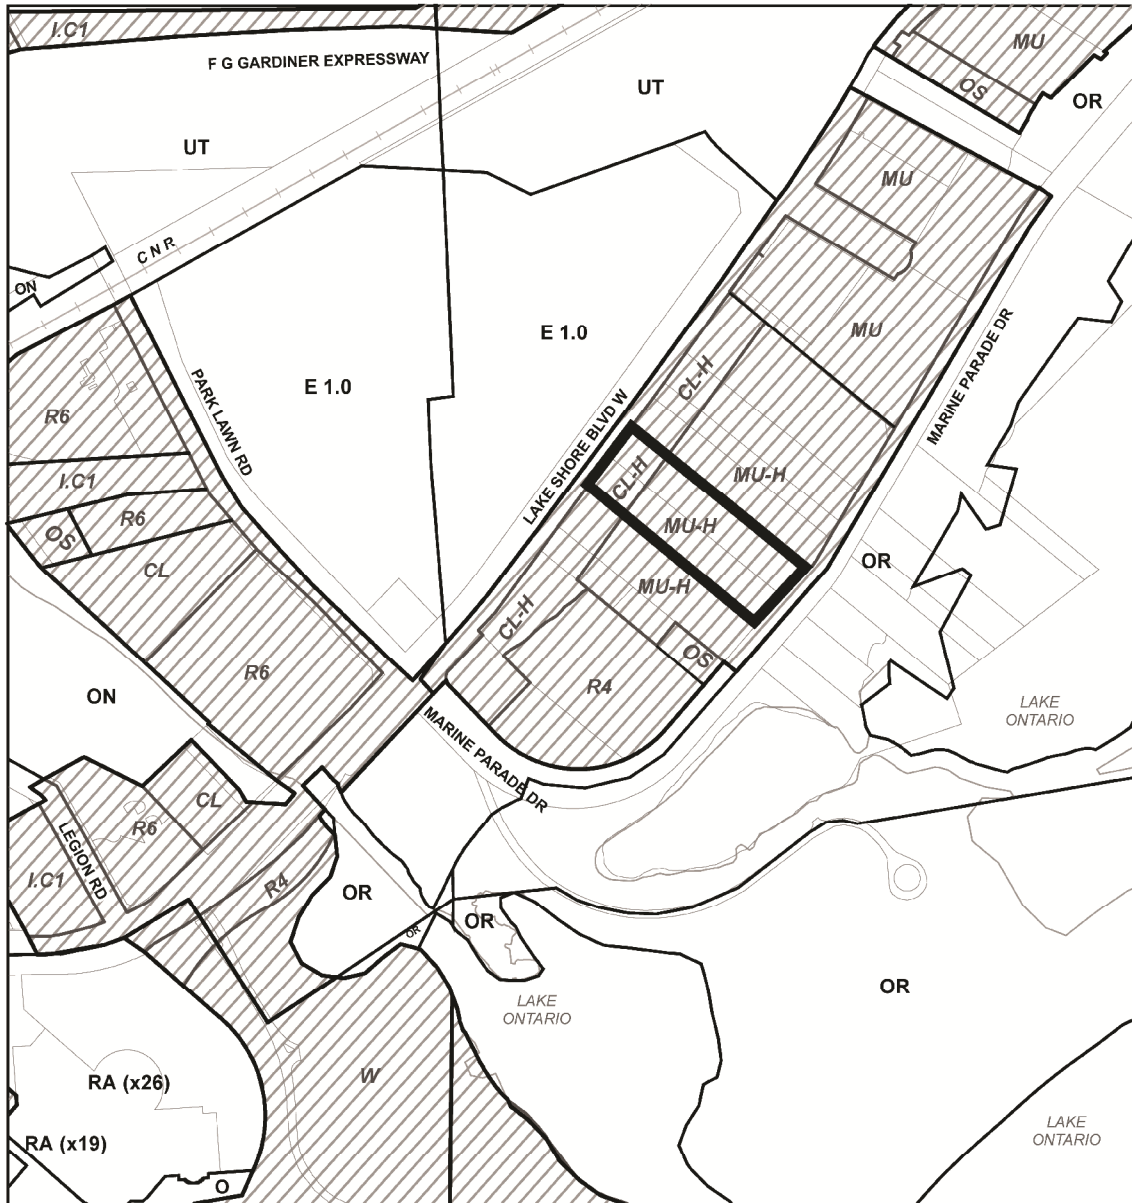 I.C1
F G GARDINER EXPRESSWAY
MU
OS
OR
UT
UT
MU
C N R
ON
E 1.0
E 1.0
MU
MARINE PARADE DR
PARK LAWN RD
CL-H
LAKE SHORE BLVD W
R6
I.C1
CL-H
MU-H
R6
OS
MU-H
CL
OR
MU-H
CL-H
OS
R6
R4
ON
LAKE
ONTARIO
MARINE PARADE DR
CL
R6
LEGION RD
I.C1
R4
OR
OR
OR
OR
LAKE
ONTARIO
W
RA (x26)
RA (x19)
LAKE
ONTARIO
O